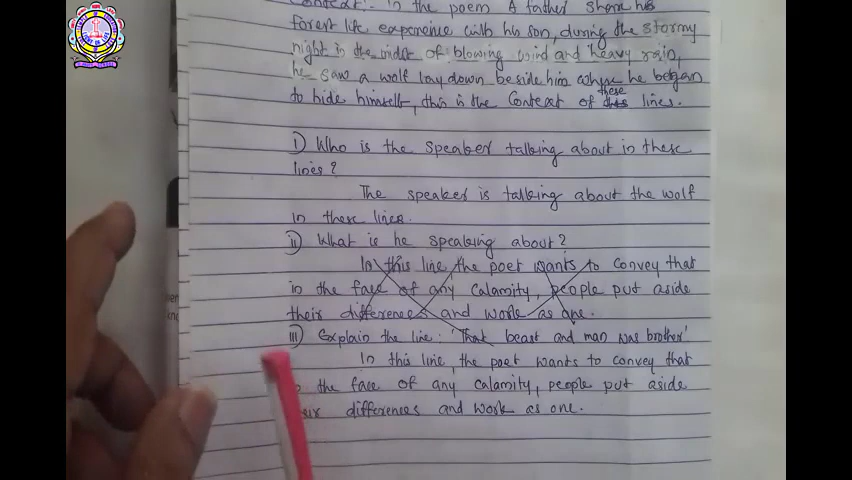 Context:- In the poem A father share his
forest life experience with his son, during the stormy
night in the midst of blowing wind and heavy rain,
he saw a wolf lay down beside him he began
to hide himself, this is the context of these lines.
i) Who is the speaker talking about in these
lines?
The speaker is talking about the wolf
in these lines.
ii) What is he speaking about?
In this line, the poet wants to convey that
in the face of any calamity, people put aside
their differences and work as one.
iii) Explain the line: 'That beast and man was brother'
In this line, the poet wants to convey that
the face of any calamity, people put aside
differences and work as one.